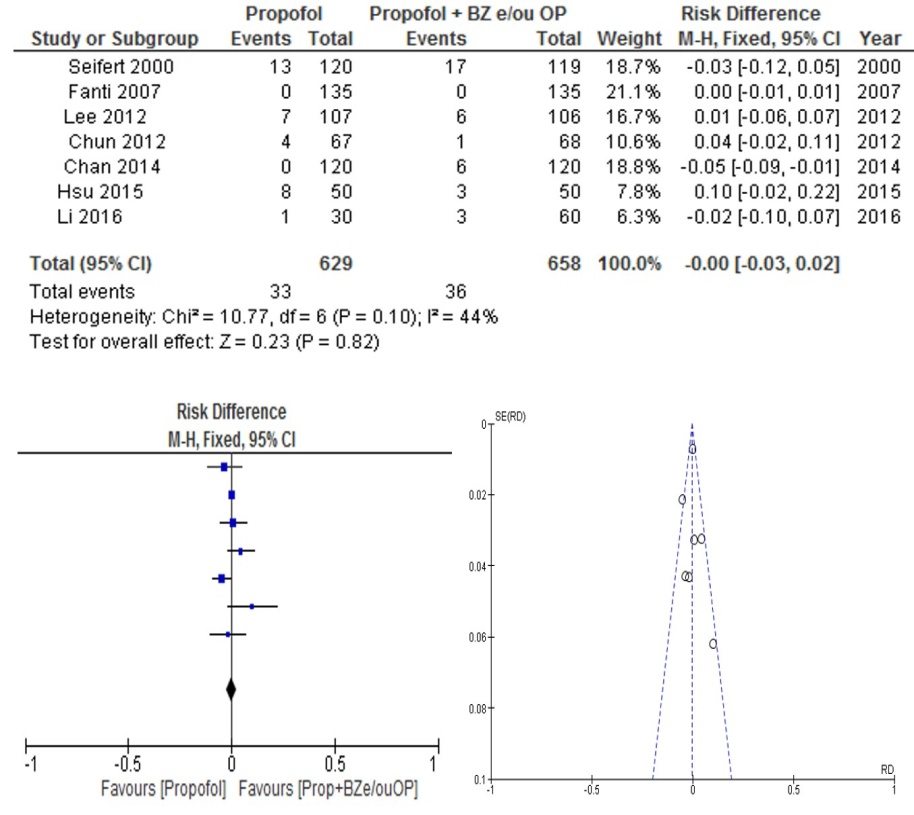 Propofol Propofol + BZ e/ou OP Risk Difference
Study or Subgroup Events Total Events Total Weight M-H, Fixed, 95% CI Year
Seifert 2000 13 120 17 119 18.7% -0.03 [-0.12, 0.05] 2000
Fanti 2007 0 135 0 135 21.1% 0.00 [-0.01, 0.01] 2007
Lee 2012 7 107 6 106 16.7% 0.01 [-0.06, 0.07] 2012
Chun 2012 4 67 1 68 10.6% 0.04 [-0.02, 0.11] 2012
Chan 2014 0 120 6 120 18.8% -0.05 [-0.09, -0.01] 2014
Hsu 2015 8 50 3 50 7.8% 0.10 [-0.02, 0.22] 2015
Li 2016 1 30 3 60 6.3% -0.02 [-0.10, 0.07] 2016
Total (95% CI) 629 658 100.0% -0.00 [-0.03, 0.02]
Total events 33 36
Heterogeneity: Chi² = 10.77, df = 6 (P = 0.10); I² = 44%
Test for overall effect: Z = 0.23 (P = 0.82)
Risk Difference
M-H, Fixed, 95% CI
-1 -0.5 0 0.5 1
Favours [Propofol] Favours [Prop+BZe/ouOP]
SE(RD)
0
0.02
0.04
0.06
0.08
0.1
RD
-1 -0.5 0 0.5 1